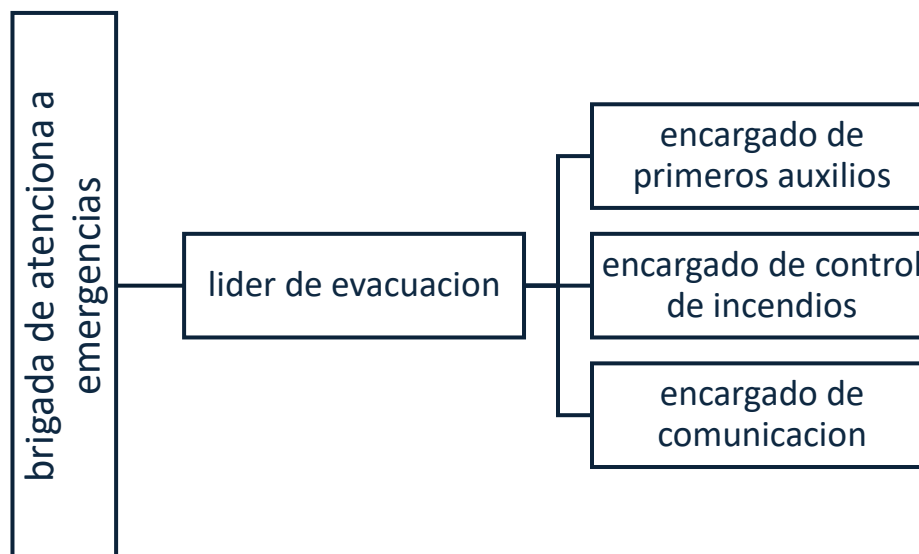 brigada de atenciona a
emergencias
lider de evacuacion
encargado de
primeros auxilios
encargado de control
de incendios
encargado de
comunicacion